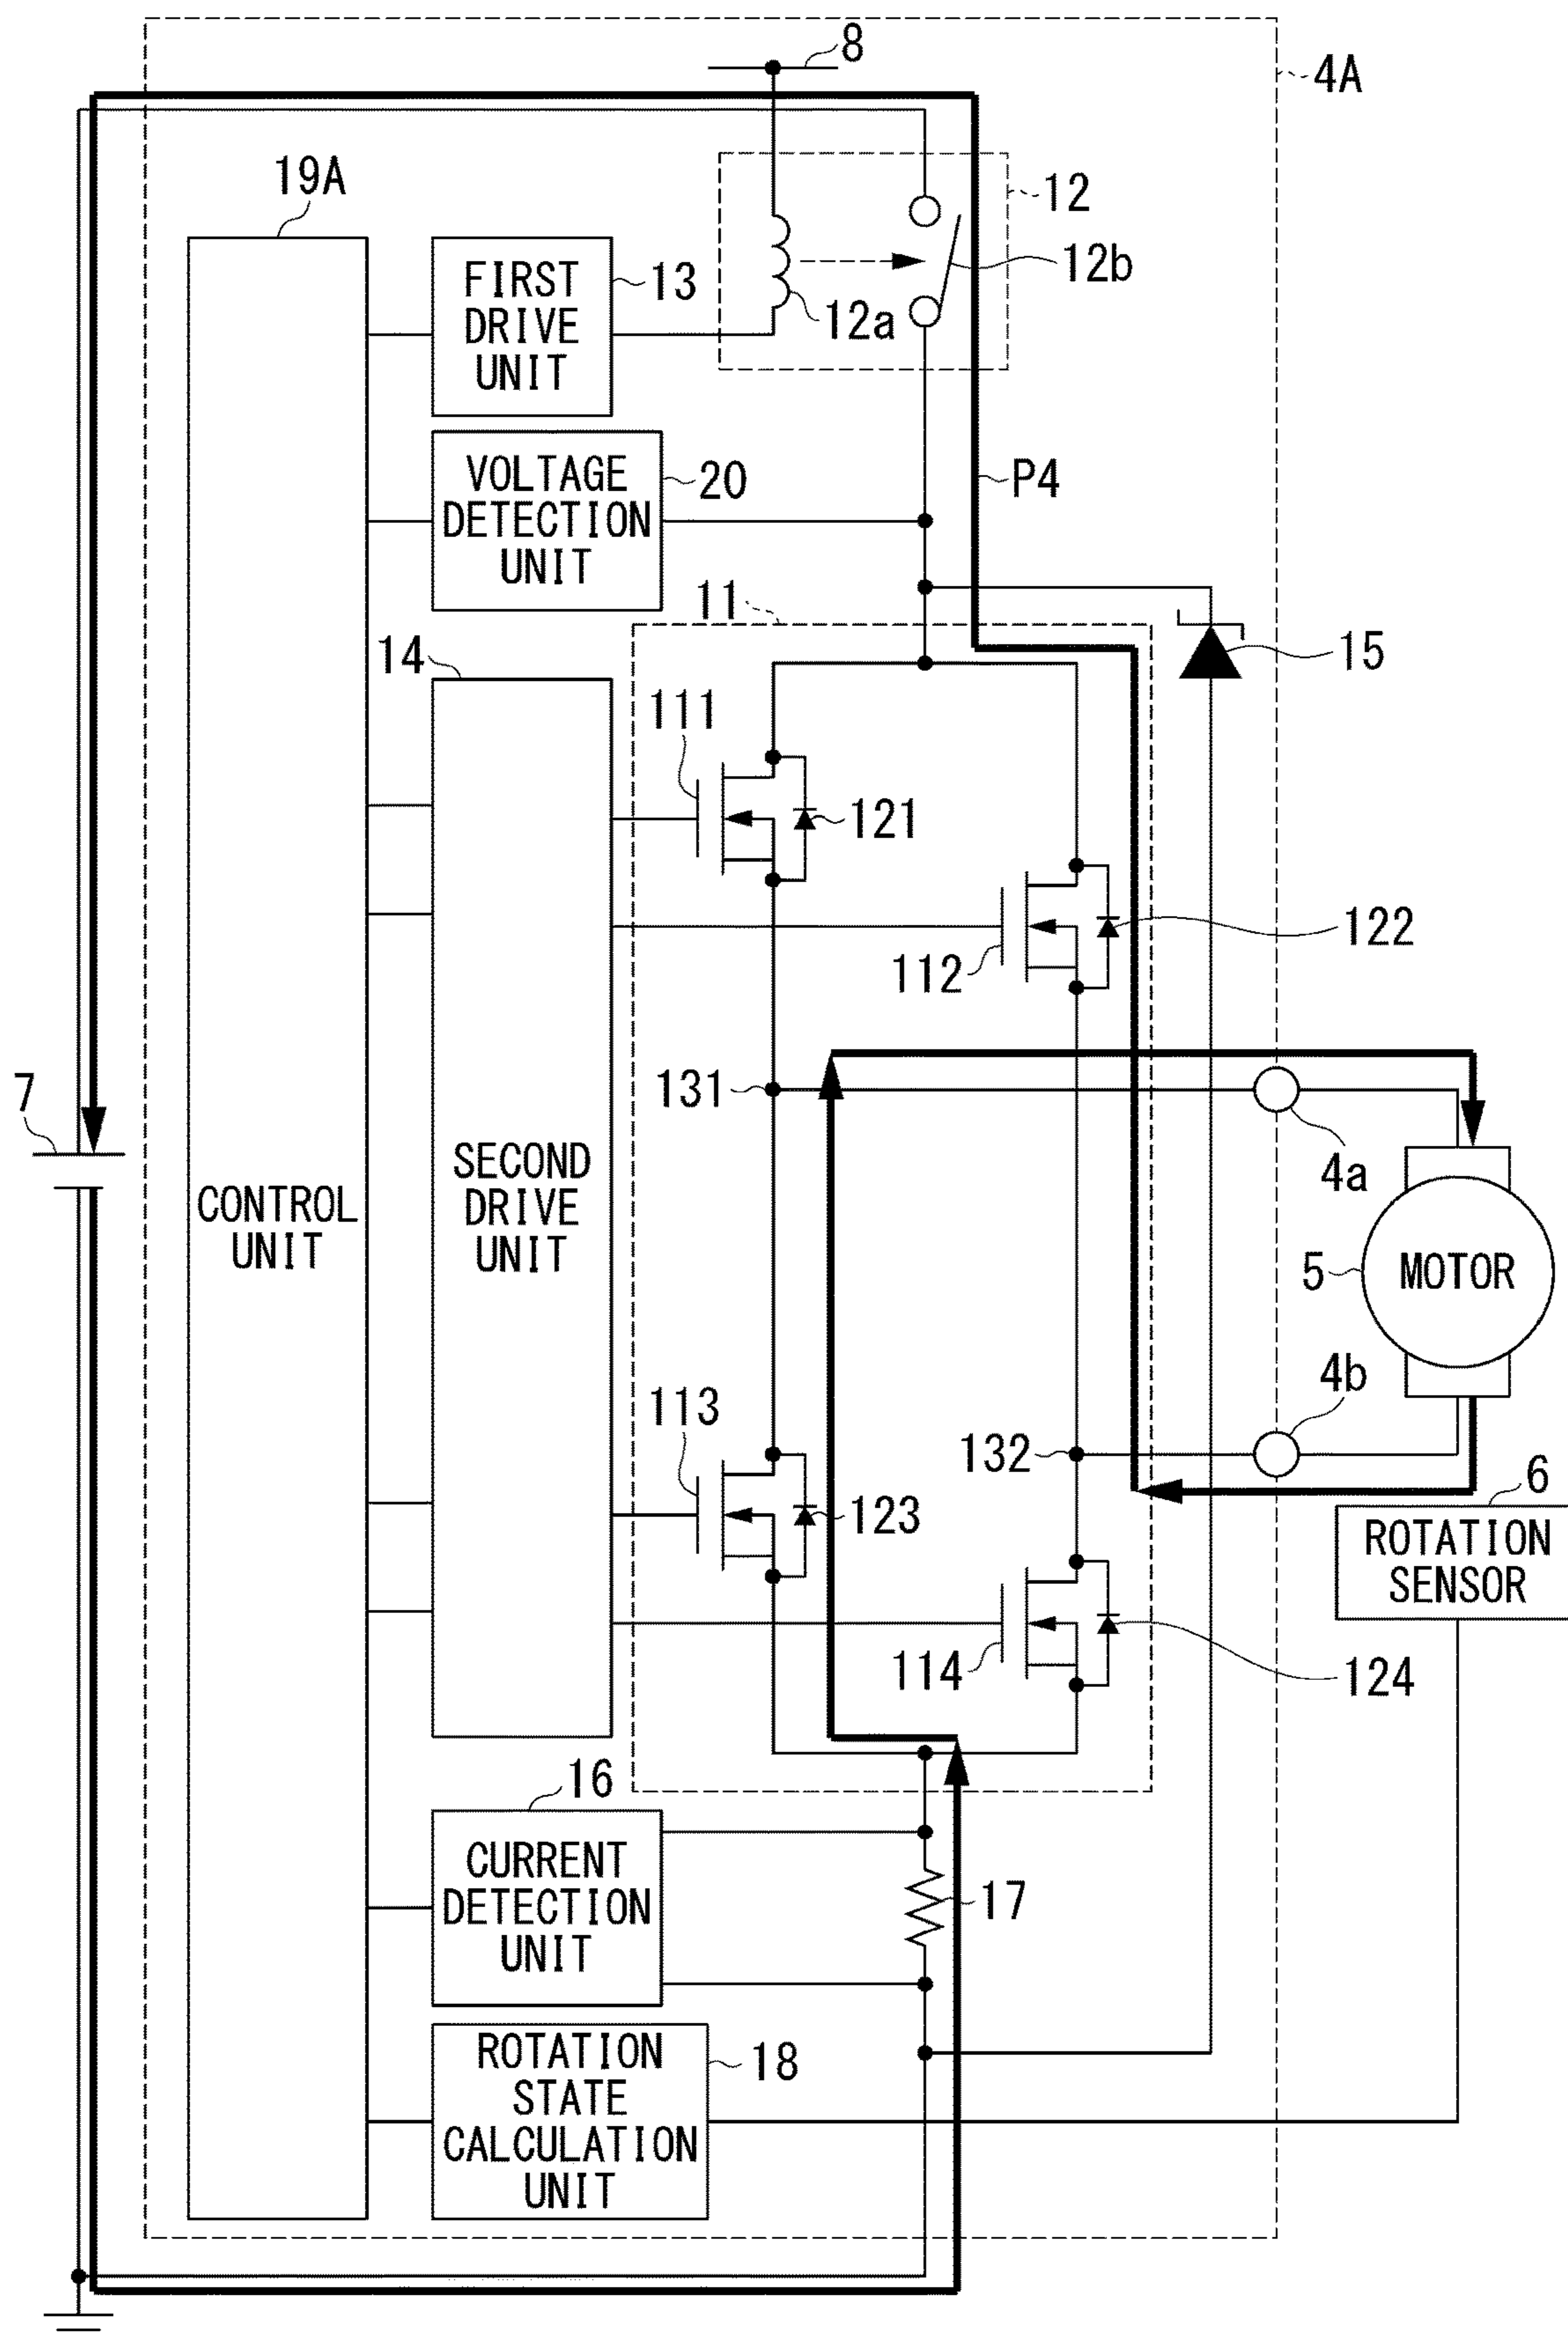 8
4A
19A
12
FIRST
DRIVE
UNIT
13
12a
12b
VOLTAGE
DETECTION
UNIT
20
P4
11
14
15
111
121
122
112
131
7
4a
CONTROL
UNIT
SECOND
DRIVE
UNIT
5
MOTOR
4b
113
132
6
123
ROTATION
SENSOR
114
124
16
CURRENT
DETECTION
UNIT
17
ROTATION
STATE
CALCULATION
UNIT
18